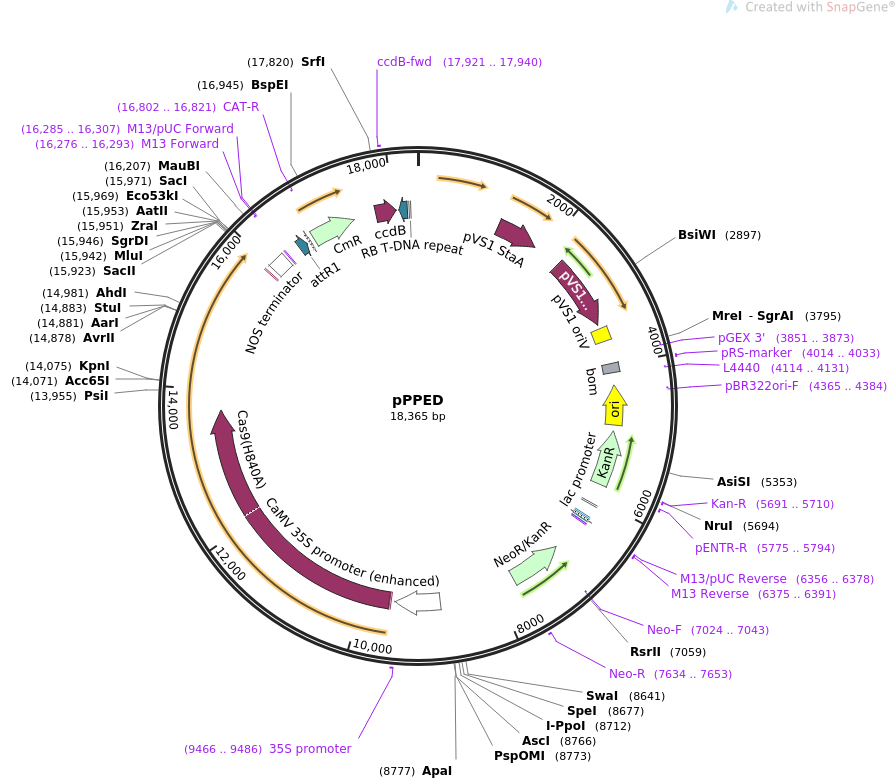 Created with SnapGene®
(17,820) SrfI
ccdB-fwd (17,921 .. 17,940)
(16,945) BspEI
(16,802 .. 16,821) CAT-R
(16,285 .. 16,307) M13/pUC Forward
(16,276 .. 16,293) M13 Forward
(16,207) MauBI
(15,971) SacI
(15,969) Eco53kI
(15,953) AatII
(15,951) ZraI
(15,946) SgrDI
(15,942) MluI
(15,923) SacII
(14,981) AhdI
(14,883) StuI
(14,881) AarI
(14,878) AvrII
(14,075) KpnI
(14,071) Acc65I
(13,955) PsiI
18,000
2000
4000
6000
8000
10,000
12,000
14,000
16,000
BsiWI (2897)
MreI - SgrAI (3795)
pGEX 3' (3851 .. 3873)
pRS-marker (4014 .. 4033)
L4440 (4114 .. 4131)
pBR322ori-F (4365 .. 4384)
AsiSI (5353)
Kan-R (5691 .. 5710)
NruI (5694)
pENTR-R (5775 .. 5794)
M13/pUC Reverse (6356 .. 6378)
M13 Reverse (6375 .. 6391)
Neo-F (7024 .. 7043)
RsrII (7059)
Neo-R (7634 .. 7653)
SwaI (8641)
SpeI (8677)
I-PpoI (8712)
AscI (8766)
PspOMI (8773)
(8777) ApaI
(9466 .. 9486) 35S promoter
pVS1 StaA
pVS1...
pVS1 oriV
bom
ori
KanR
lac promoter
NeoR/KanR
CaMV 35S promoter (enhanced)
Cas9(H840A)
NOS terminator
attR1
CmR
ccdB
RB T-DNA repeat
pPPED
18,365 bp